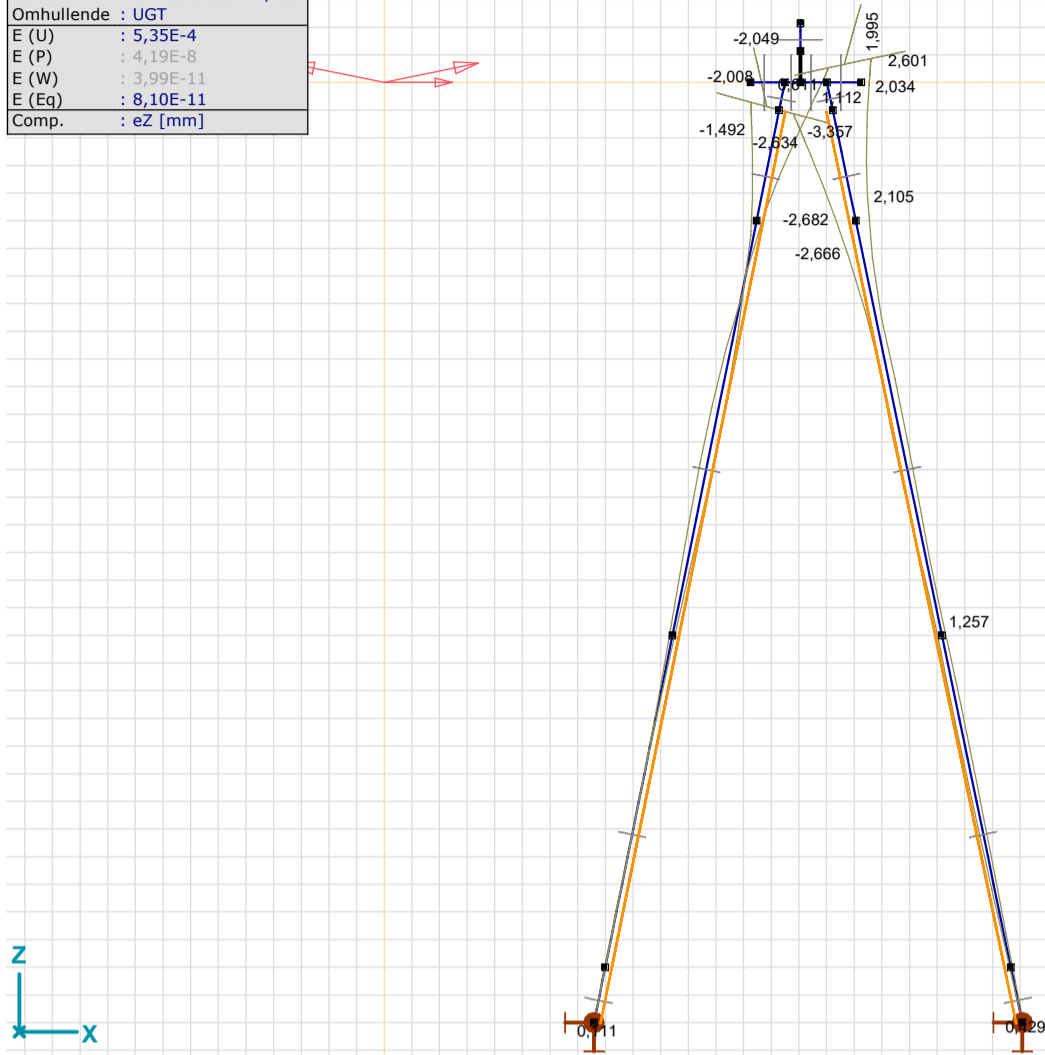 Omhullende : UGT
E (U) : 5,35E-4
E (P) : 4,19E-8
E (W) : 3,99E-11
E (Eq) : 8,10E-11
Comp. : eZ [mm]
1,995
-2,049
2,601
-2,008
2,034
-1,492
-3,357
-2,634
2,105
-2,682
-2,666
1,257
Z
X